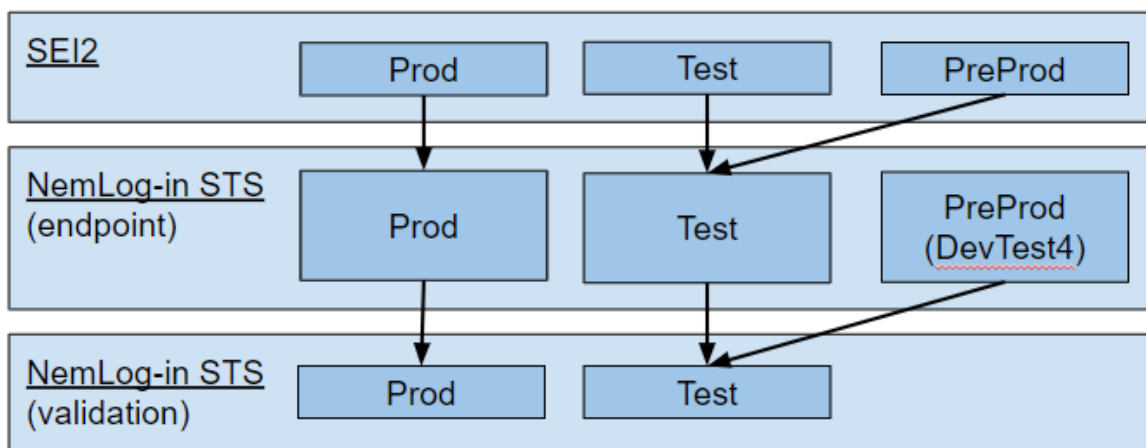 SEI2
Prod
Test
PreProd
NemLog-in STS
(endpoint)
Prod
Test
PreProd
(DevTest4)
NemLog-in STS
(validation)
Prod
Test